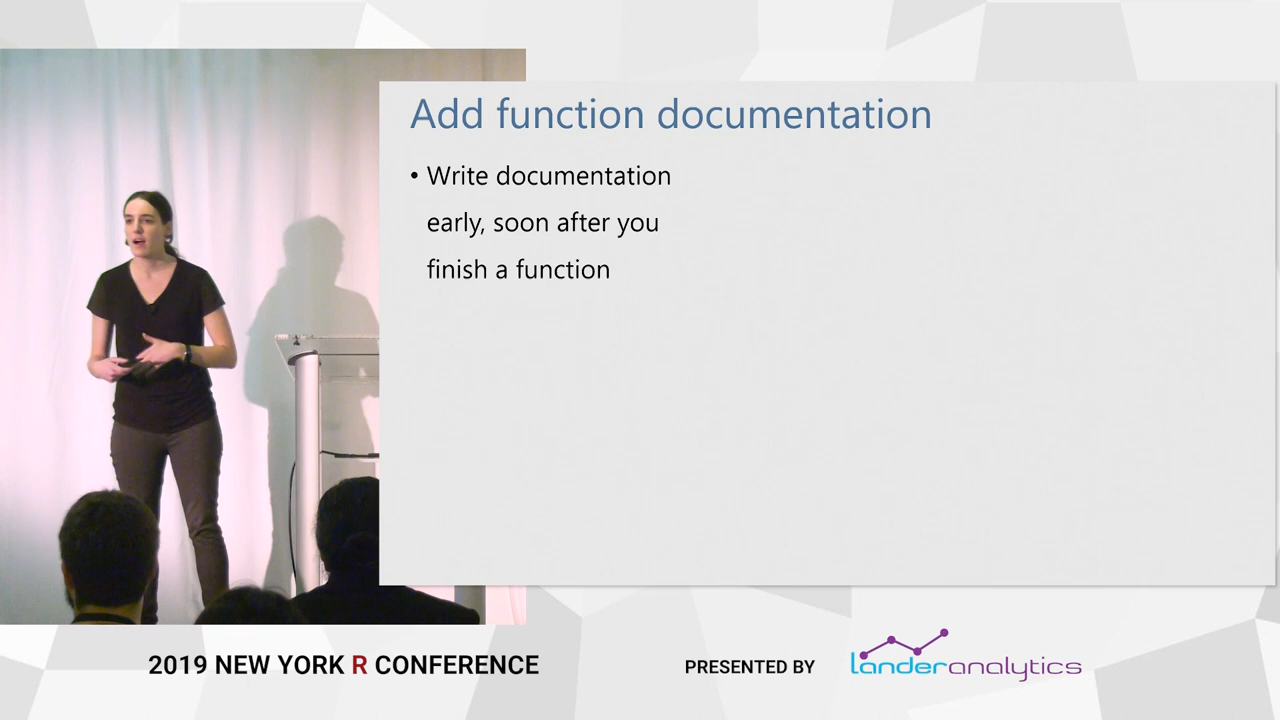 Add function documentation
• Write documentation
early, soon after you
finish a function
2019 NEW YORK R CONFERENCE
PRESENTED BY
landeranalytics